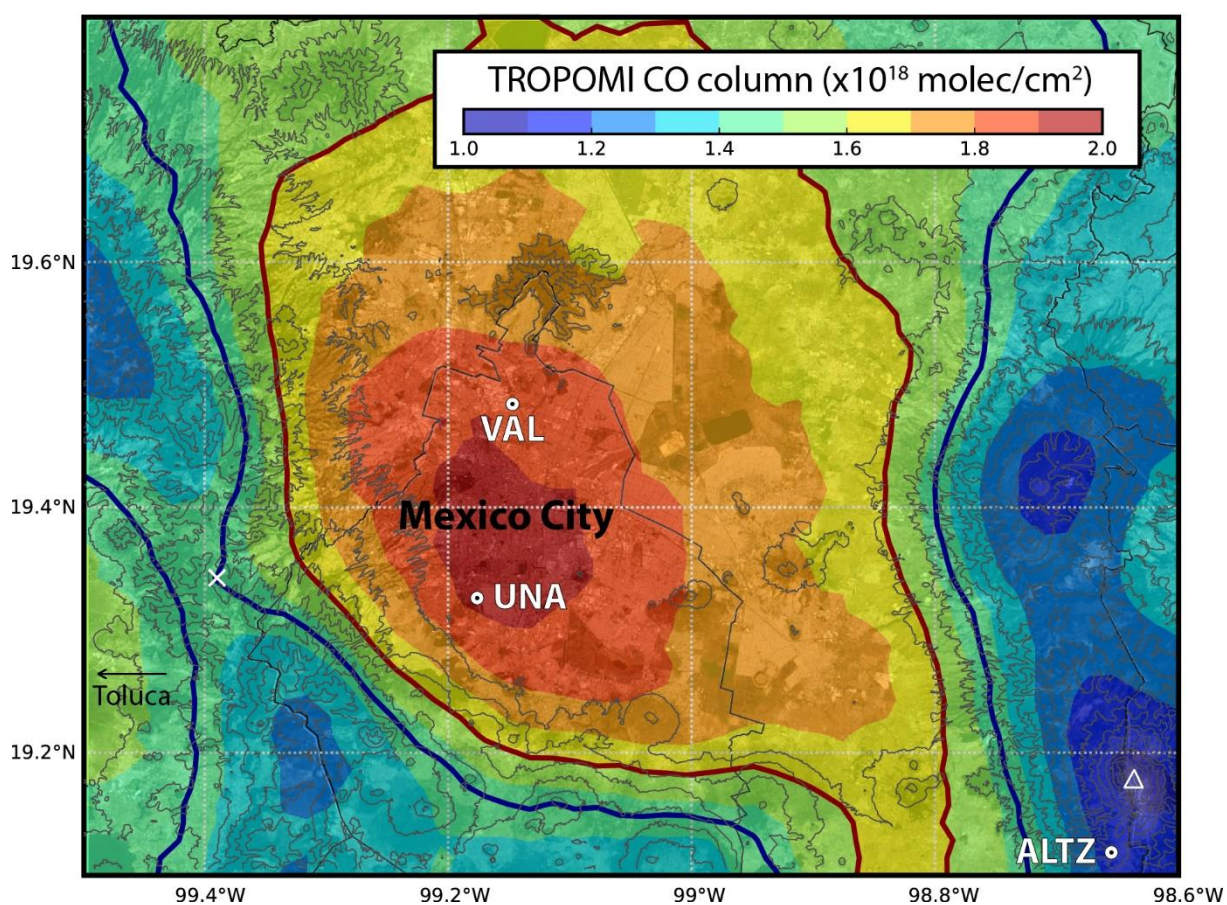 TROPOMI CO column (x10¹⁸ molec/cm²)
1.0 1.2 1.4 1.6 1.8 2.0
19.6°N
VAL
19.4°N
Mexico City
UNA
Toluca
19.2°N
ALTZ
99.4°W 99.2°W 99°W 98.8°W 98.6°W